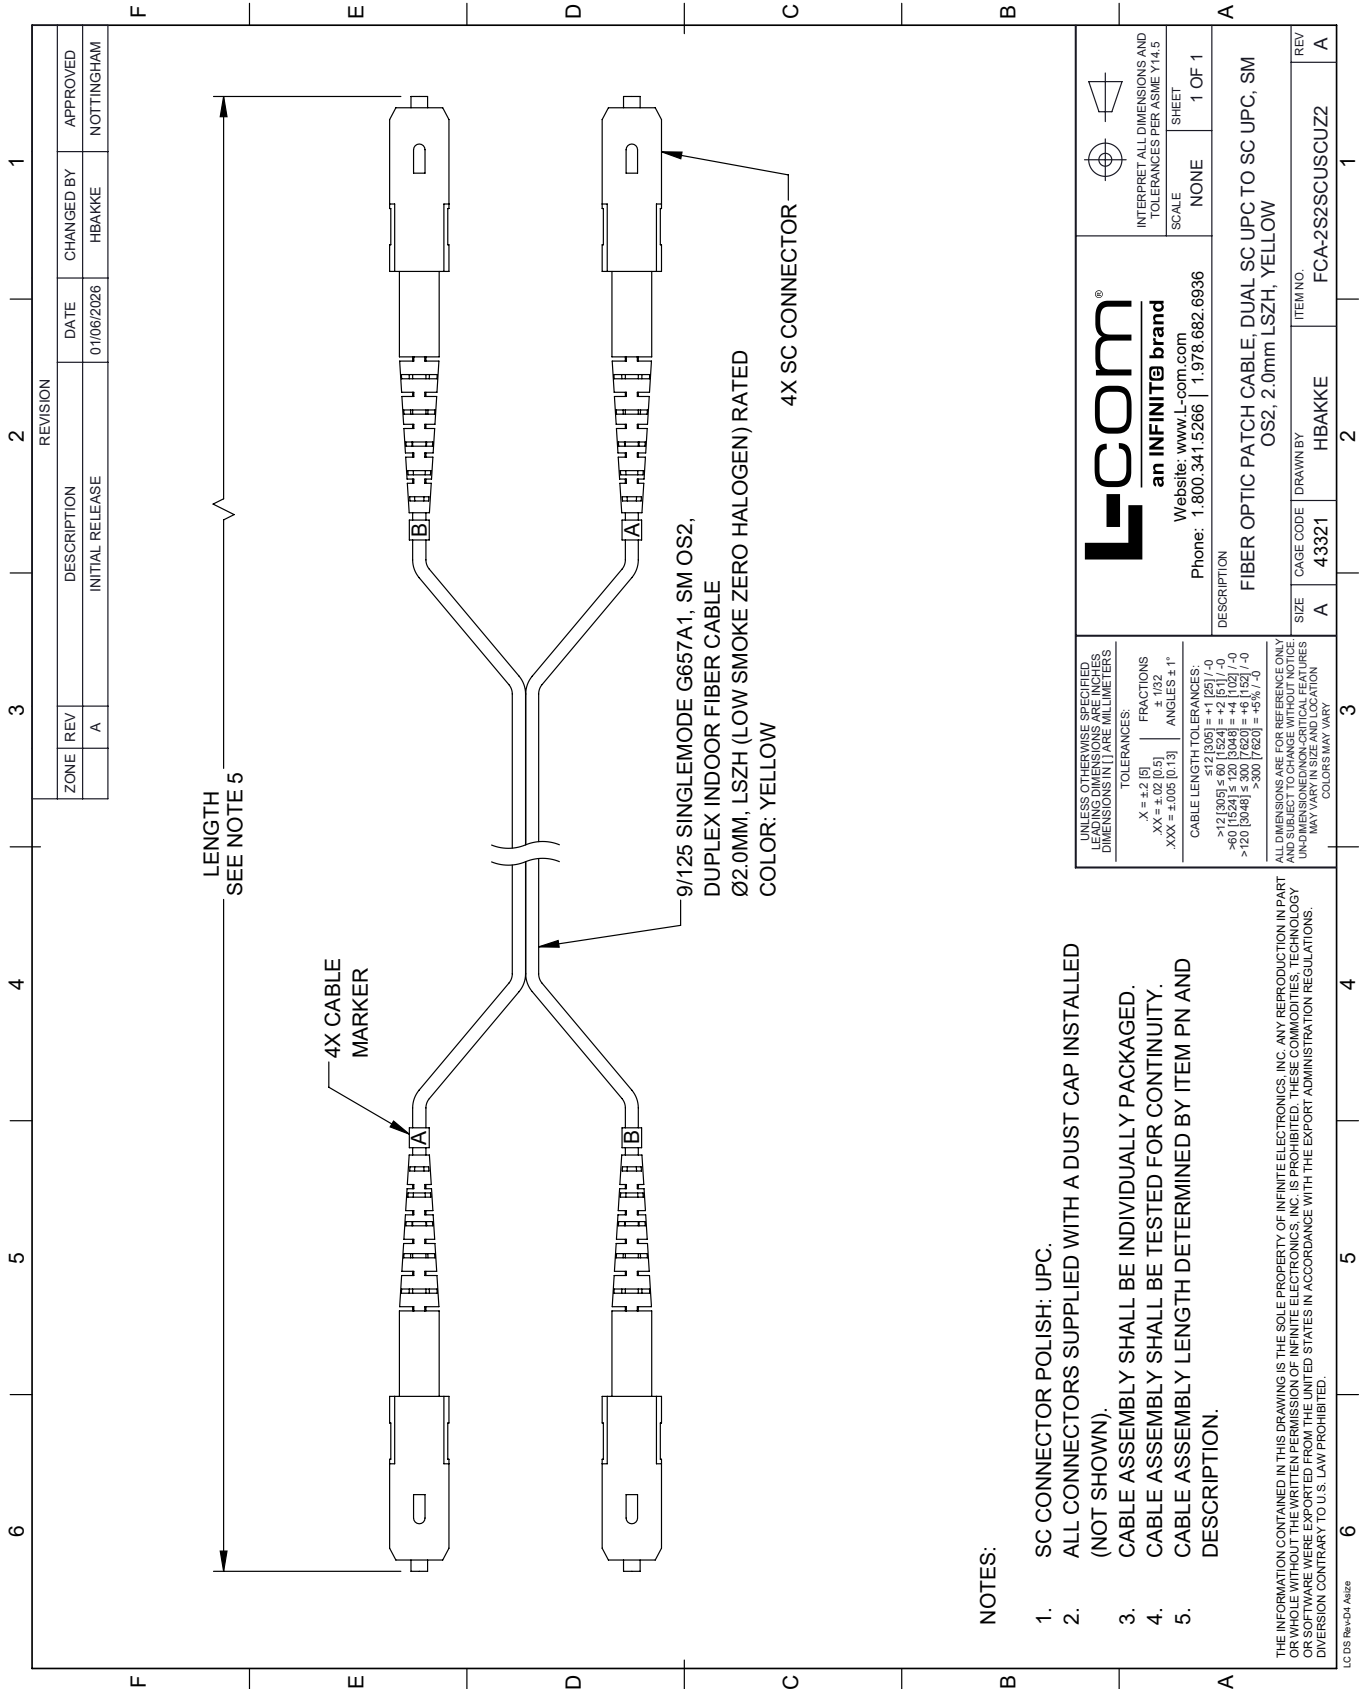 6
5
4
3
2
1
F
E
D
C
B
A
REVISION
ZONE REV DESCRIPTION DATE CHANGED BY APPROVED
A INITIAL RELEASE 01/06/2026 HBAKKE NOTTINGHAM
LENGTH
SEE NOTE 5
4X CABLE
MARKER
A
B
B
A
9/125 SINGLEMODE G657A1, SM OS2,
DUPLEX INDOOR FIBER CABLE
Ø2.0MM, LSZH (LOW SMOKE ZERO HALOGEN) RATED
COLOR: YELLOW
4X SC CONNECTOR
NOTES:
1. SC CONNECTOR POLISH: UPC.
2. ALL CONNECTORS SUPPLIED WITH A DUST CAP INSTALLED
(NOT SHOWN).
3. CABLE ASSEMBLY SHALL BE INDIVIDUALLY PACKAGED.
4. CABLE ASSEMBLY SHALL BE TESTED FOR CONTINUITY.
5. CABLE ASSEMBLY LENGTH DETERMINED BY ITEM PN AND
DESCRIPTION.
THE INFORMATION CONTAINED IN THIS DRAWING IS THE SOLE PROPERTY OF INFINITE ELECTRONICS, INC. ANY REPRODUCTION IN PART
OR WHOLE WITHOUT THE WRITTEN PERMISSION OF INFINITE ELECTRONICS, INC. IS PROHIBITED. THESE COMMODITIES, TECHNOLOGY
OR SOFTWARE WERE EXPORTED FROM THE UNITED STATES IN ACCORDANCE WITH THE EXPORT ADMINISTRATION REGULATIONS.
DIVERSION CONTRARY TO U.S. LAW PROHIBITED.
UNLESS OTHERWISE SPECIFIED
LEADING DIMENSIONS ARE INCHES
DIMENSIONS IN [ ] ARE MILLIMETERS
TOLERANCES:
.X = ±.2 [5] FRACTIONS
.XX = ±.02 [0.5] ± 1/32
.XXX = ±.005 [0.13] ANGLES ± 1°
CABLE LENGTH TOLERANCES:
≤12 [305] = +1 [25] / -0
>12 [305] ≤ 60 [1524] = +2 [51] / -0
>60 [1524] ≤ 120 [3048] = +4 [102] / -0
>120 [3048] ≤ 300 [7620] = +6 [152] / -0
>300 [7620] = +5% / -0
ALL DIMENSIONS ARE FOR REFERENCE ONLY
AND SUBJECT TO CHANGE WITHOUT NOTICE.
UN-DIMENSIONED/NON-CRITICAL FEATURES
MAY VARY IN SIZE AND LOCATION
COLORS MAY VARY
L-com®
an INFINIT@ brand
Website: www.L-com.com
Phone: 1.800.341.5266 | 1.978.682.6936
INTERPRET ALL DIMENSIONS AND
TOLERANCES PER ASME Y14.5
SCALE SHEET
NONE 1 OF 1
DESCRIPTION
FIBER OPTIC PATCH CABLE, DUAL SC UPC TO SC UPC, SM
OS2, 2.0mm LSZH, YELLOW
SIZE CAGE CODE DRAWN BY ITEM NO. REV
A 43321 HBAKKE FCA-2S2SCUSCUZ2 A
LC DS Rev-D4 Asize
6
5
4
3
2
1
F
E
D
C
B
A